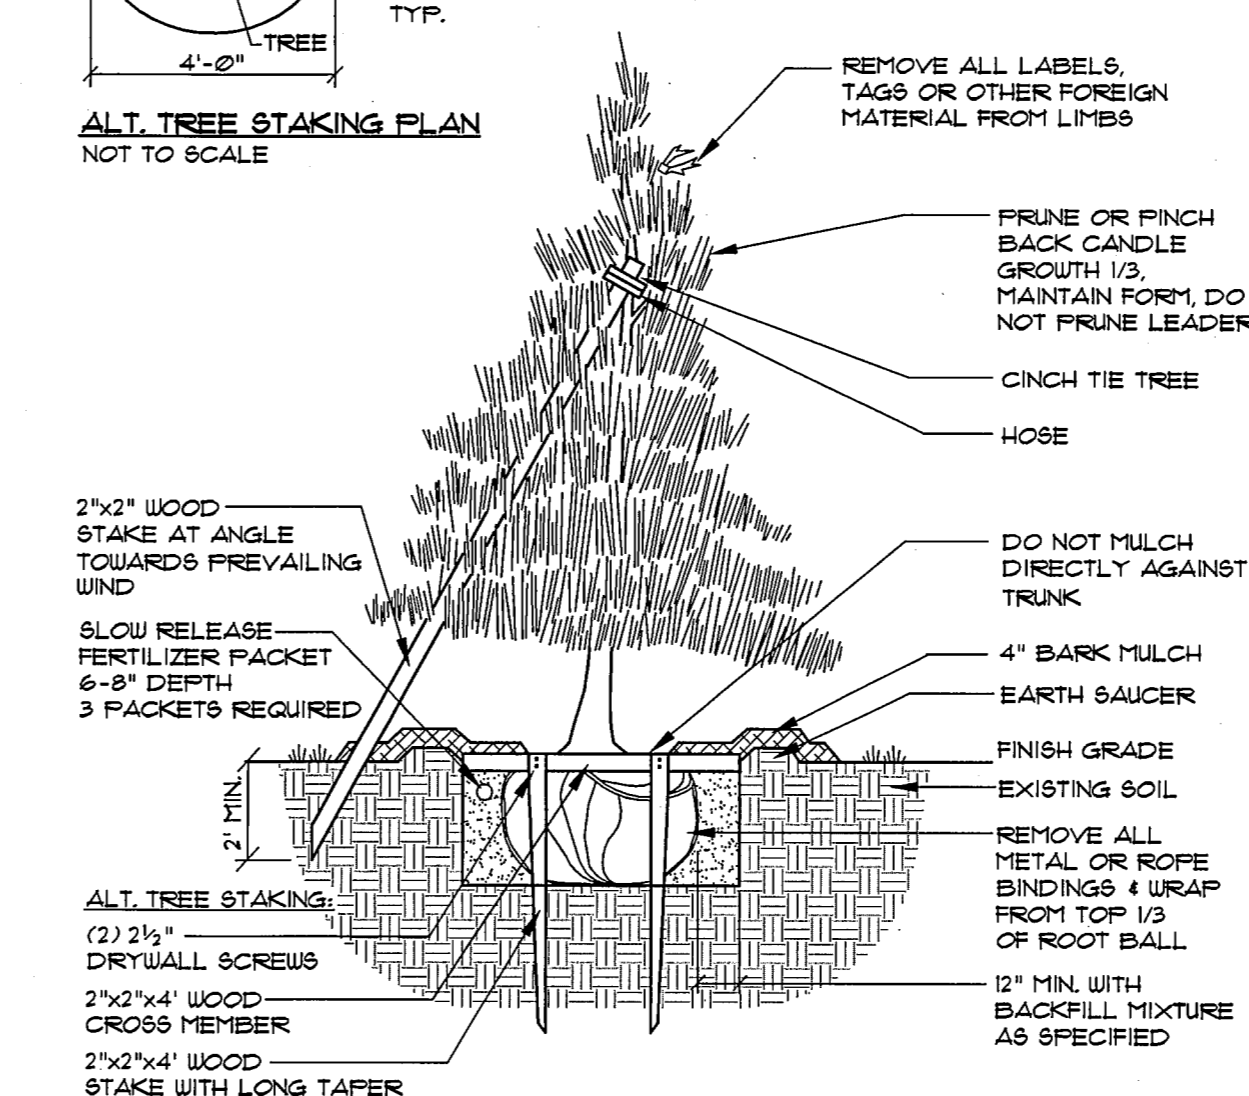 TYP.
TREE
4'-0"
ALT. TREE STAKING PLAN
NOT TO SCALE
REMOVE ALL LABELS,
TAGS OR OTHER FOREIGN
MATERIAL FROM LIMBS
PRUNE OR PINCH
BACK CANDLE
GROWTH 1/3,
MAINTAIN FORM, DO
NOT PRUNE LEADER
CINCH TIE TREE
HOSE
2"x2" WOOD
STAKE AT ANGLE
TOWARDS PREVAILING
WIND
SLOW RELEASE
FERTILIZER PACKET
6-8" DEPTH
3 PACKETS REQUIRED
2' MIN.
DO NOT MULCH
DIRECTLY AGAINST
TRUNK
4" BARK MULCH
EARTH SAUCER
FINISH GRADE
EXISTING SOIL
REMOVE ALL
METAL OR ROPE
BINDINGS & WRAP
FROM TOP 1/3
OF ROOT BALL
12" MIN. WITH
BACKFILL MIXTURE
AS SPECIFIED
ALT. TREE STAKING:
(2) 2½"
DRYWALL SCREWS
2"x2"x4' WOOD
CROSS MEMBER
2"x2"x4' WOOD
STAKE WITH LONG TAPER